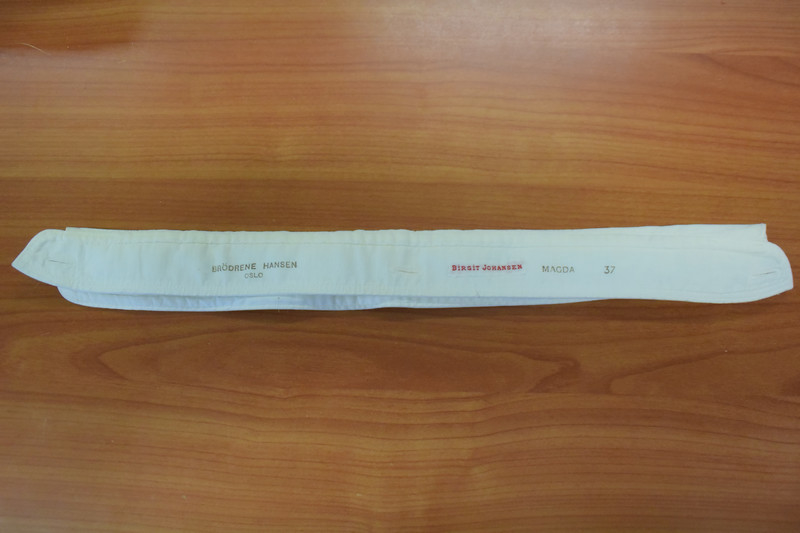 BRÖDRENE HANSEN
OSLO
BIRGIT JOHANSEN
MAGDA 37